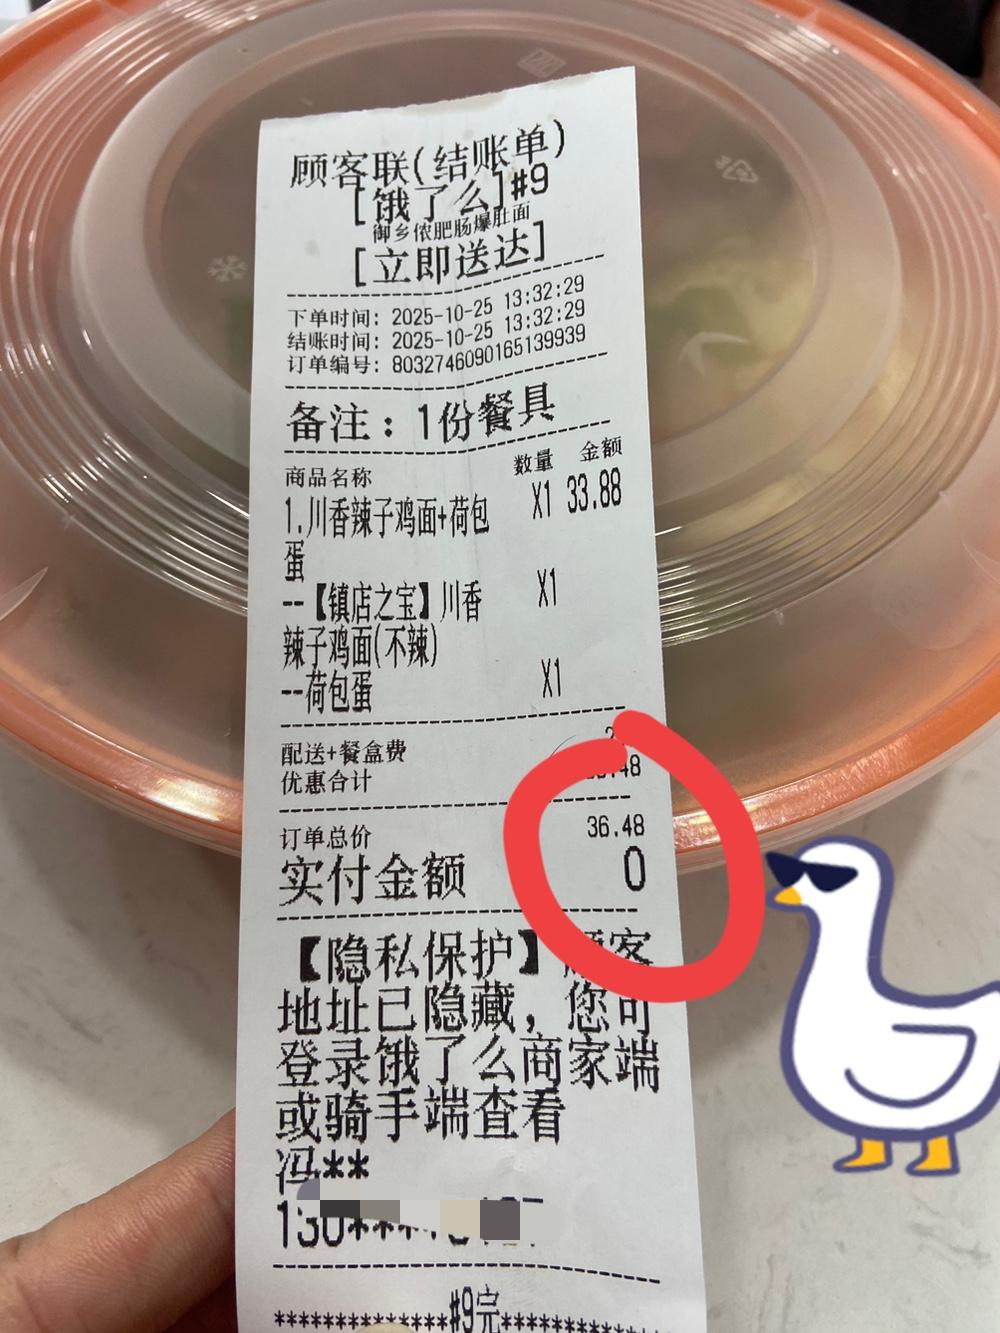 顾客联(结账单)
[饿了么]#9
御乡侬肥肠爆肚面
[立即送达]
下单时间: 2025-10-25 13:32:29
结账时间: 2025-10-25 13:32:29
订单编号: 8032746090165139939
备注: 1份餐具
商品名称 数量 金额
1.川香辣子鸡面+荷包 X1 33.88
蛋
--【镇店之宝】川香 X1
辣子鸡面(不辣)
--荷包蛋 X1
配送+餐盒费
优惠合计
订单总价 36.48
实付金额 0
【隐私保护】顾客
地址已隐藏, 您可
登录饿了么商家端
或骑手端查看
冯**
#9完